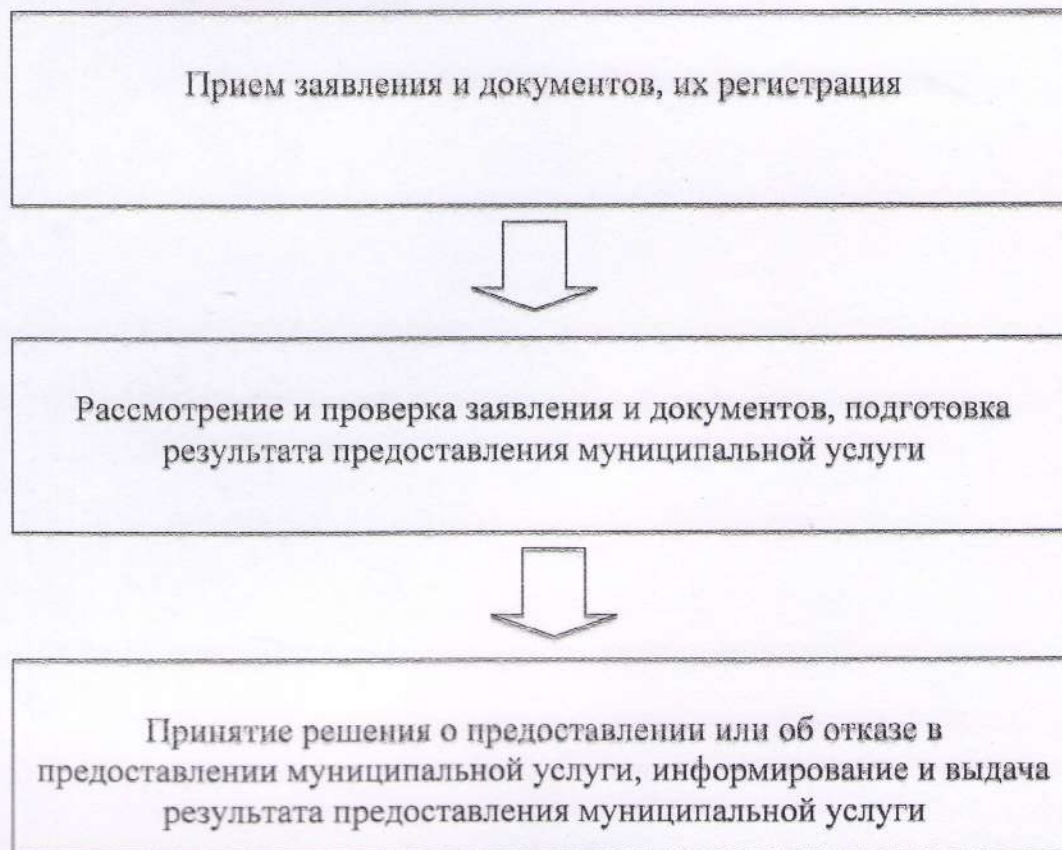 Прием заявления и документов, их регистрация
Рассмотрение и проверка заявления и документов, подготовка
результата предоставления муниципальной услуги
Принятие решения о предоставлении или об отказе в
предоставлении муниципальной услуги, информирование и выдача
результата предоставления муниципальной услуги